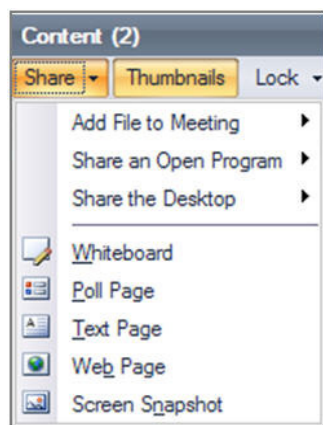 Content (2)
Share Thumbnails Lock
Add File to Meeting
Share an Open Program
Share the Desktop
Whiteboard
Poll Page
Text Page
Web Page
Screen Snapshot